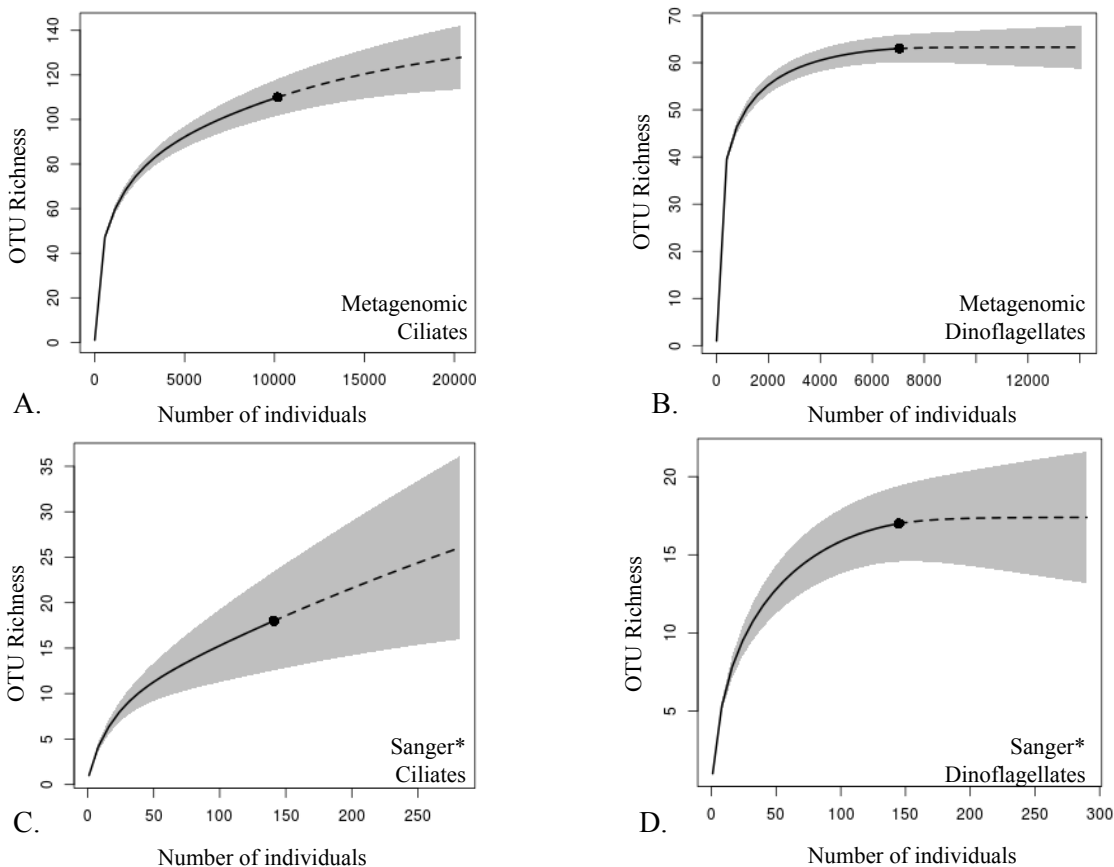 OTU Richness
0 20 40 60 80 100 120 140
0 5000 10000 15000 20000
Metagenomic
Ciliates
A.
Number of individuals
OTU Richness
0 10 20 30 40 50 60 70
0 2000 4000 6000 8000 12000
Metagenomic
Dinoflagellates
B.
Number of individuals
OTU Richness
0 5 10 15 20 25 30 35
0 50 100 150 200 250
Sanger*
Ciliates
C.
Number of individuals
OTU Richness
5 10 15 20
0 50 100 150 200 250 300
Sanger*
Dinoflagellates
D.
Number of individuals